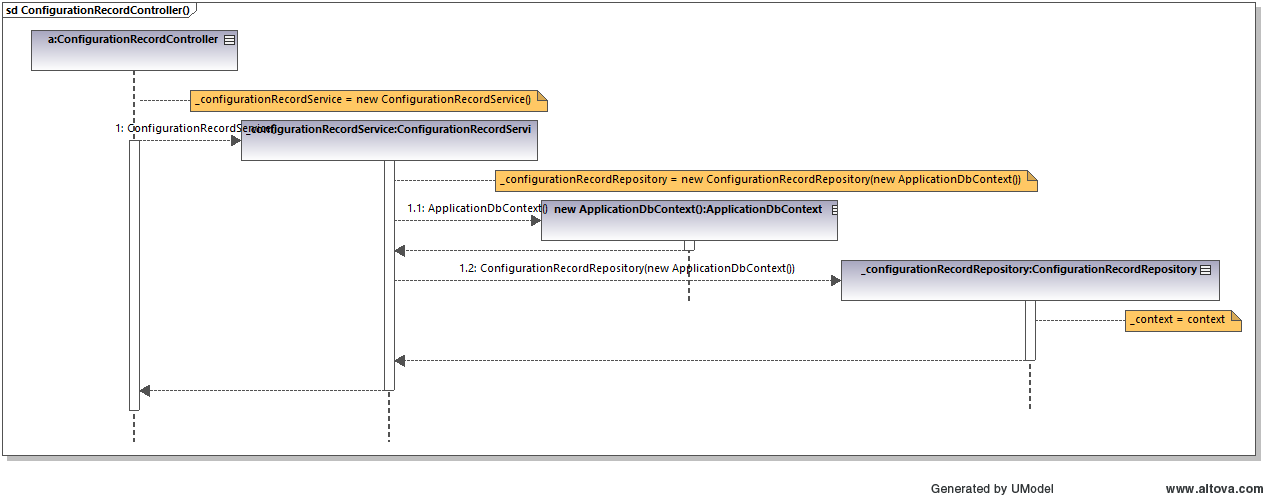 sd ConfigurationRecordController()
a:ConfigurationRecordController
_configurationRecordService = new ConfigurationRecordService()
1: ConfigurationRecordService()
_configurationRecordService:ConfigurationRecordServi
_configurationRecordRepository = new ConfigurationRecordRepository(new ApplicationDbContext())
1.1: ApplicationDbContext()
new ApplicationDbContext():ApplicationDbContext
1.2: ConfigurationRecordRepository(new ApplicationDbContext())
_configurationRecordRepository:ConfigurationRecordRepository
_context = context
Generated by UModel
www.altova.com